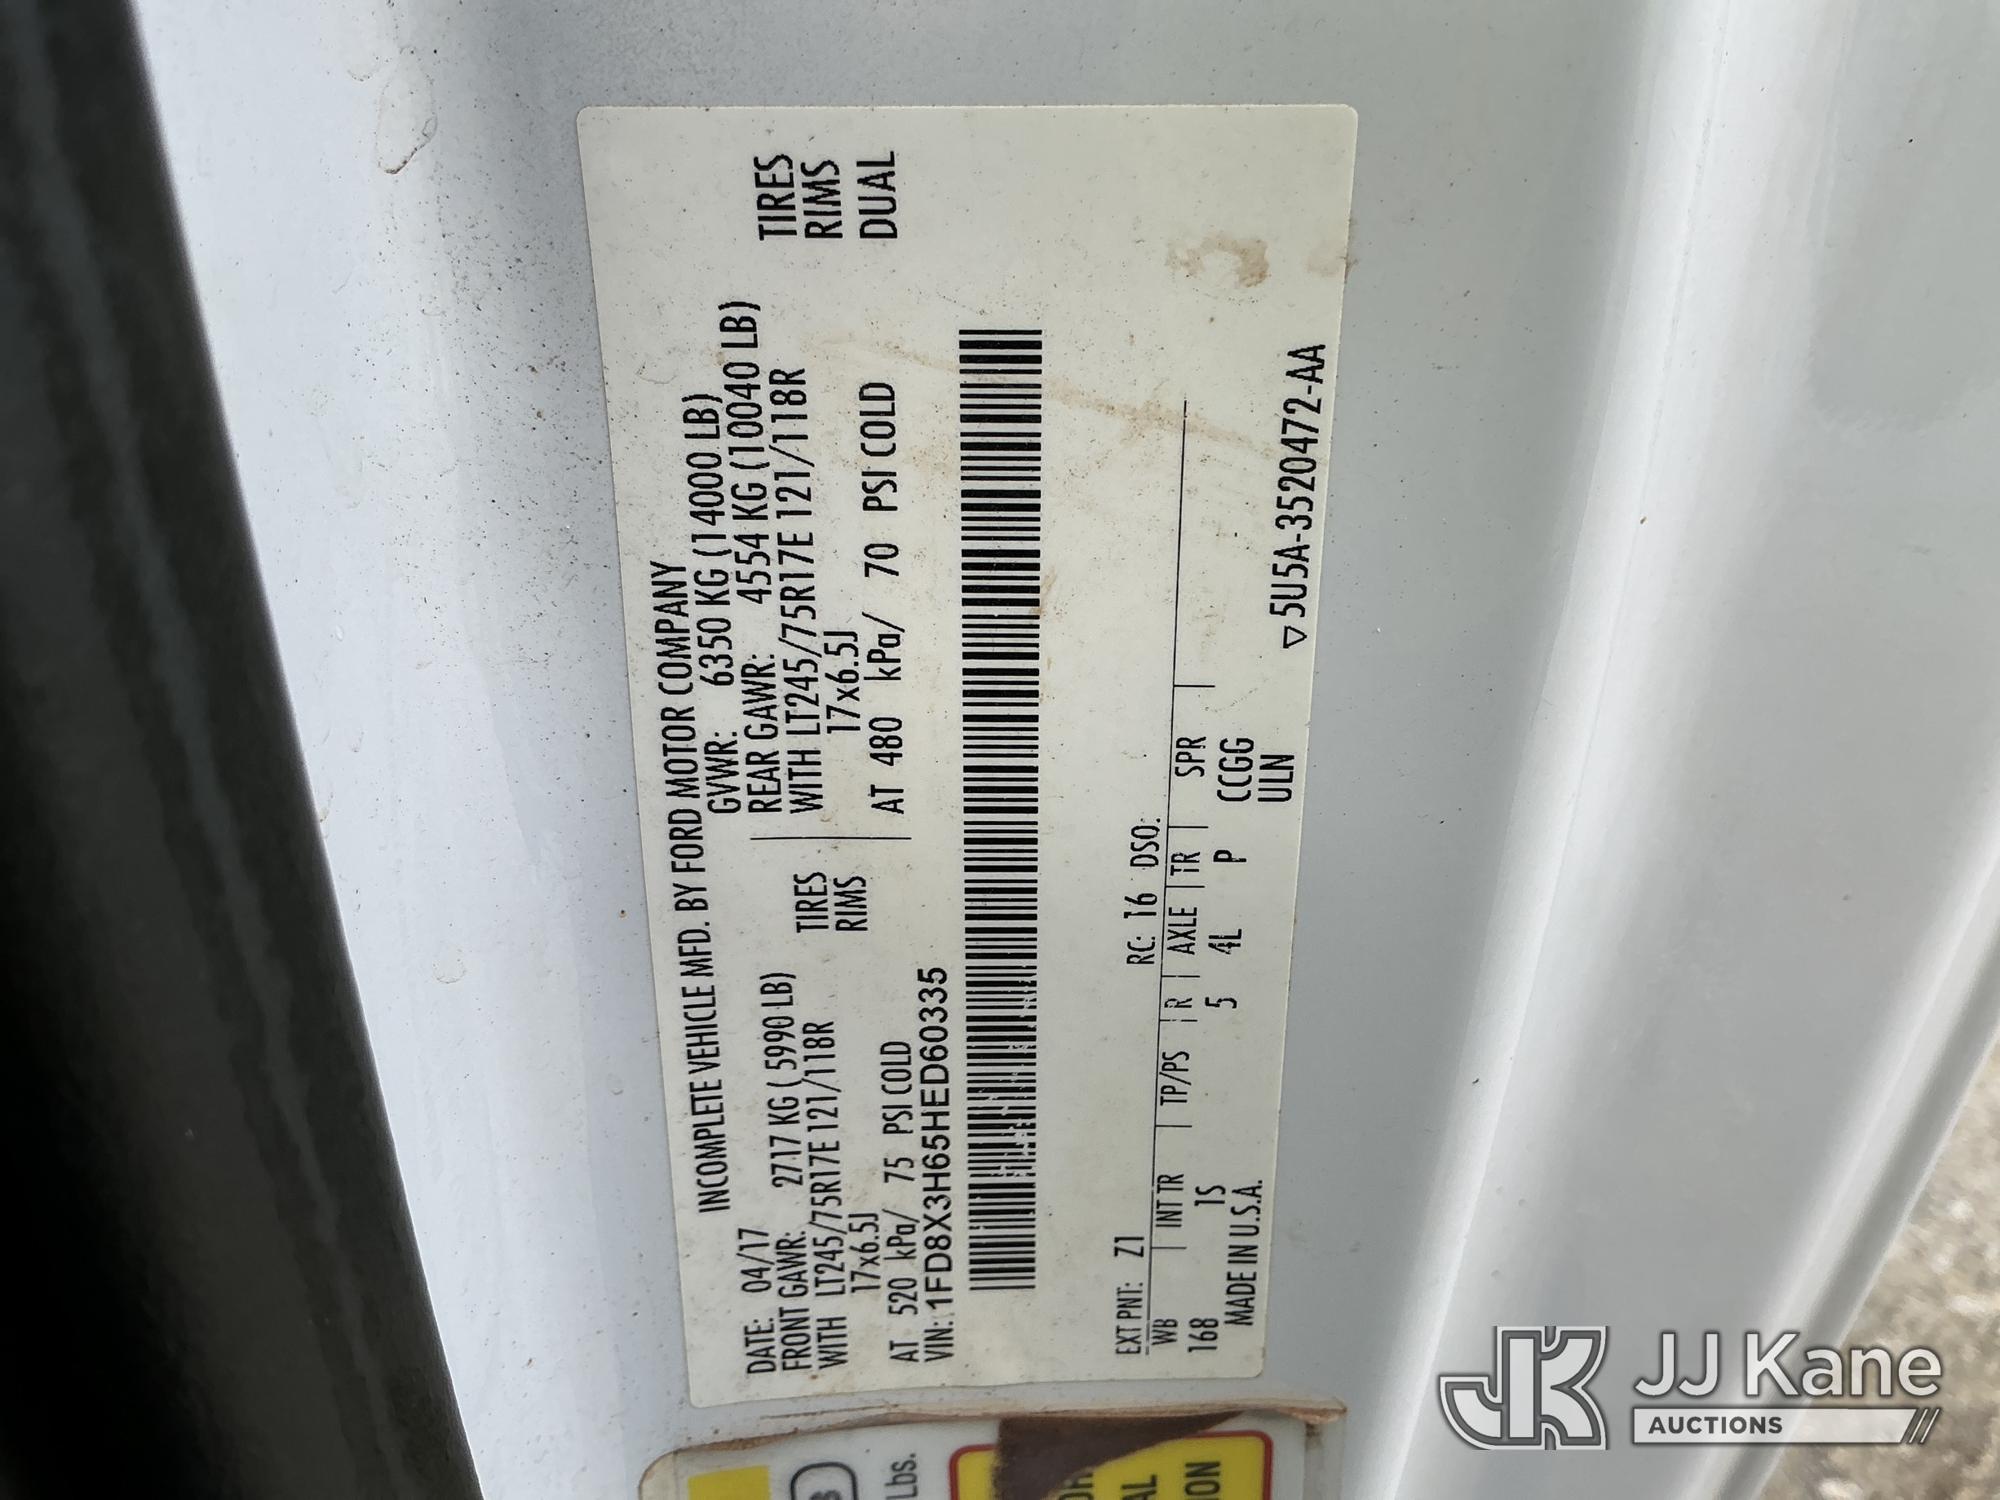 INCOMPLETE VEHICLE MFD. BY FORD MOTOR COMPANY
DATE: 04/17 GVWR: 6350 KG (14000 LB)
FRONT GAWR: 2717 KG (5990 LB) REAR GAWR: 4554 KG (10040 LB)
WITH LT245/75R17E 121/118R TIRES WITH LT245/75R17E 121/118R TIRES
17x6.5J RIMS 17x6.5J RIMS
AT 520 kPa/ 75 PSI COLD AT 480 kPa/ 70 PSI COLD DUAL
VIN: 1FD8X3H65HED60335
EXT PNT: Z1 RC: 16 DSO:
WB INT TR TP/PS R AXLE TR SPR
168 1S 5 4L P CCGG
MADE IN U.S.A. ULN
▽5U5A-3520472-AA
Lbs.
ION
JK JJ Kane
AUCTIONS